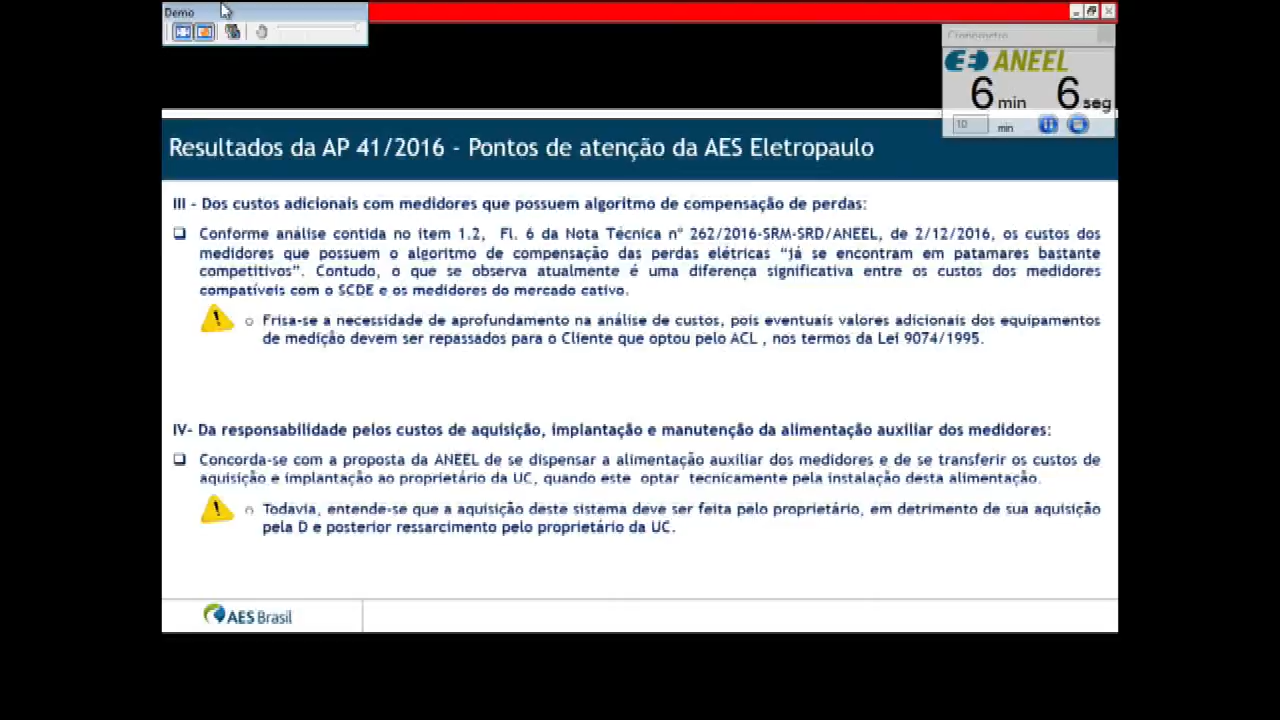 Demo
Cronometro
ANEEL
6 min 6 seg
10 min
Resultados da AP 41/2016 - Pontos de atenção da AES Eletropaulo
III - Dos custos adicionais com medidores que possuem algoritmo de compensação de perdas:
Conforme análise contida no item 1.2, Fl. 6 da Nota Técnica nº 262/2016-SRM-SRD/ANEEL, de 2/12/2016, os custos dos
medidores que possuem o algoritmo de compensação das perdas elétricas “já se encontram em patamares bastante
competitivos”. Contudo, o que se observa atualmente é uma diferença significativa entre os custos dos medidores
compatíveis com o SCDE e os medidores do mercado cativo.
Frisa-se a necessidade de aprofundamento na análise de custos, pois eventuais valores adicionais dos equipamentos
de medição devem ser repassados para o Cliente que optou pelo ACL , nos termos da Lei 9074/1995.
IV- Da responsabilidade pelos custos de aquisição, implantação e manutenção da alimentação auxiliar dos medidores:
Concorda-se com a proposta da ANEEL de se dispensar a alimentação auxiliar dos medidores e de se transferir os custos de
aquisição e implantação ao proprietário da UC, quando este optar tecnicamente pela instalação desta alimentação.
Todavia, entende-se que a aquisição deste sistema deve ser feita pelo proprietário, em detrimento de sua aquisição
pela D e posterior ressarcimento pelo proprietário da UC.
AES Brasil